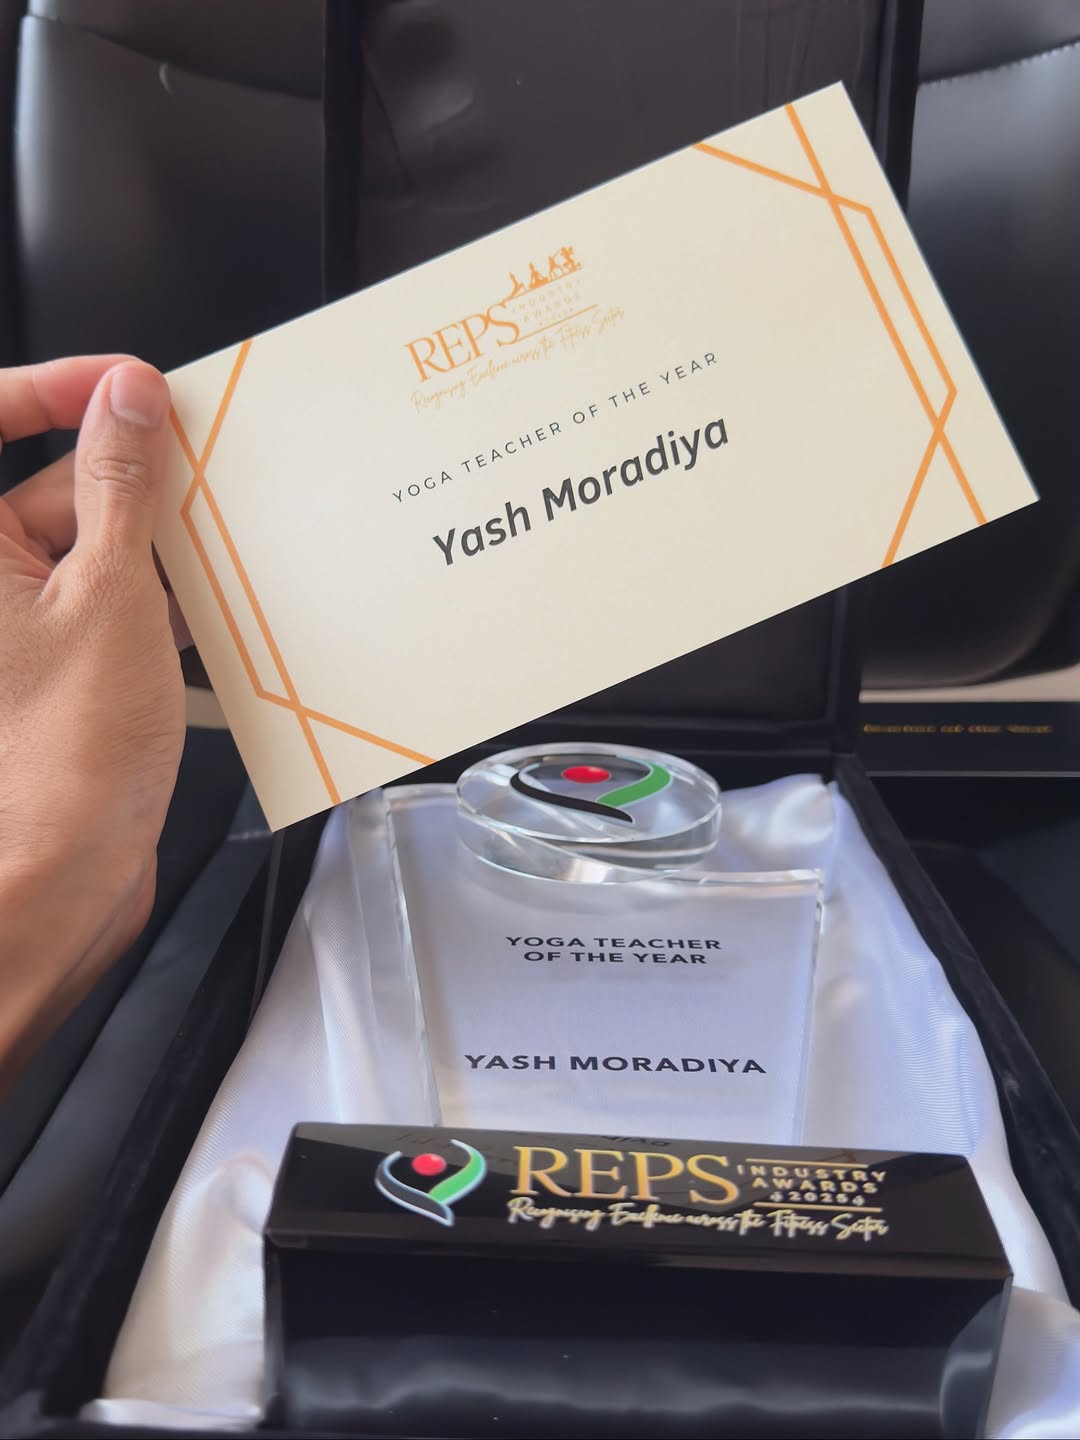 REPS INDUSTRY
AWARDS
Recognising Excellence across the Fitness Sector
YOGA TEACHER OF THE YEAR
Yash Moradiya
YOGA TEACHER
OF THE YEAR
YASH MORADIYA
REPS INDUSTRY
AWARDS
2025
Recognising Excellence across the Fitness Sector